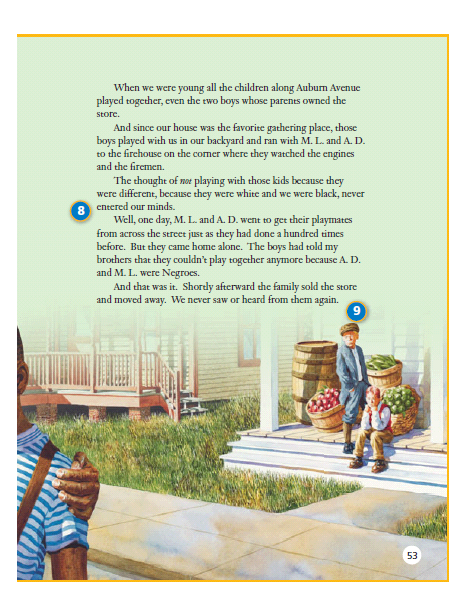 When we were young all the children along Auburn Avenue
played together, even the two boys whose parents owned the
store.
And since our house was the favorite gathering place, those
boys played with us in our backyard and ran with M. L. and A. D.
to the firehouse on the corner where they watched the engines
and the firemen.
The thought of not playing with those kids because they
were different, because they were white and we were black, never
entered our minds.
8
Well, one day, M. L. and A. D. went to get their playmates
from across the street just as they had done a hundred times
before. But they came home alone. The boys had told my
brothers that they couldn't play together anymore because A. D.
and M. L. were Negroes.
And that was it. Shortly afterward the family sold the store
and moved away. We never saw or heard from them again.
9
53